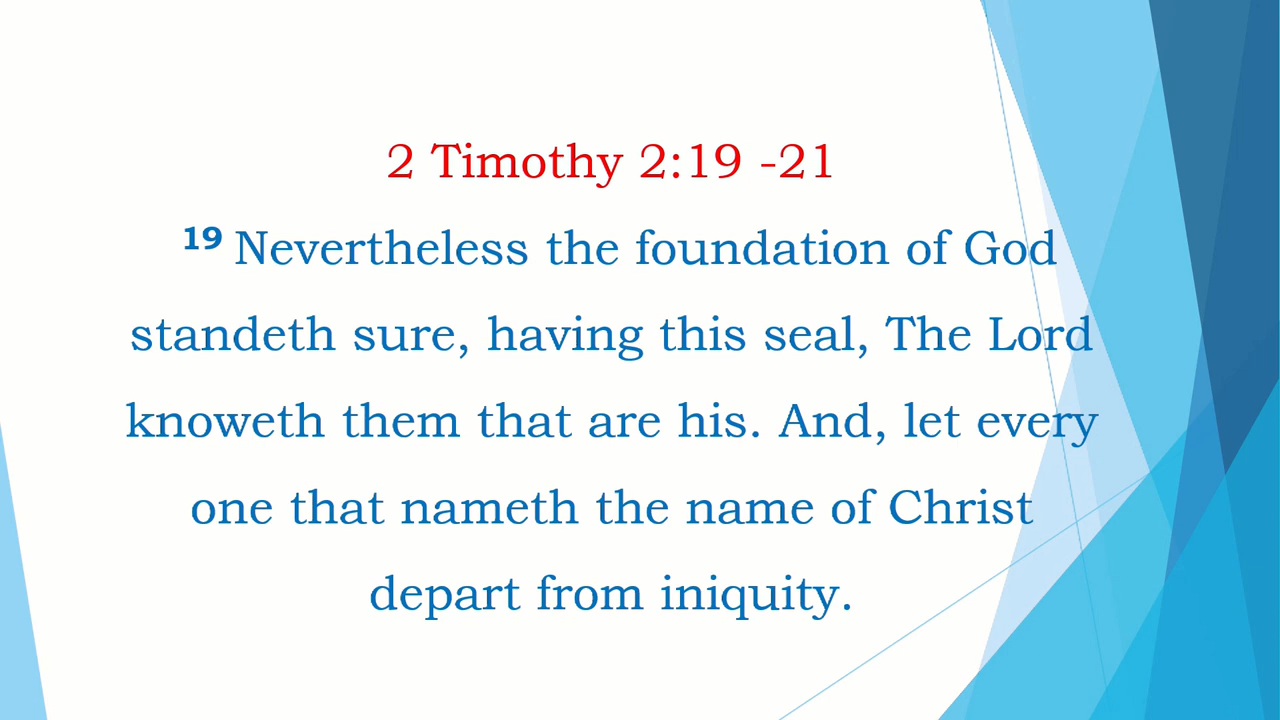 2 Timothy 2:19 -21
19 Nevertheless the foundation of God
standeth sure, having this seal, The Lord
knoweth them that are his. And, let every
one that nameth the name of Christ
depart from iniquity.